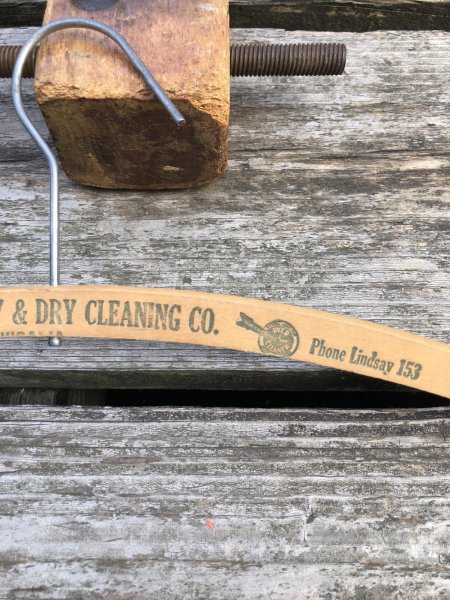 Y & DRY CLEANING CO.
Phone Lindsay 153